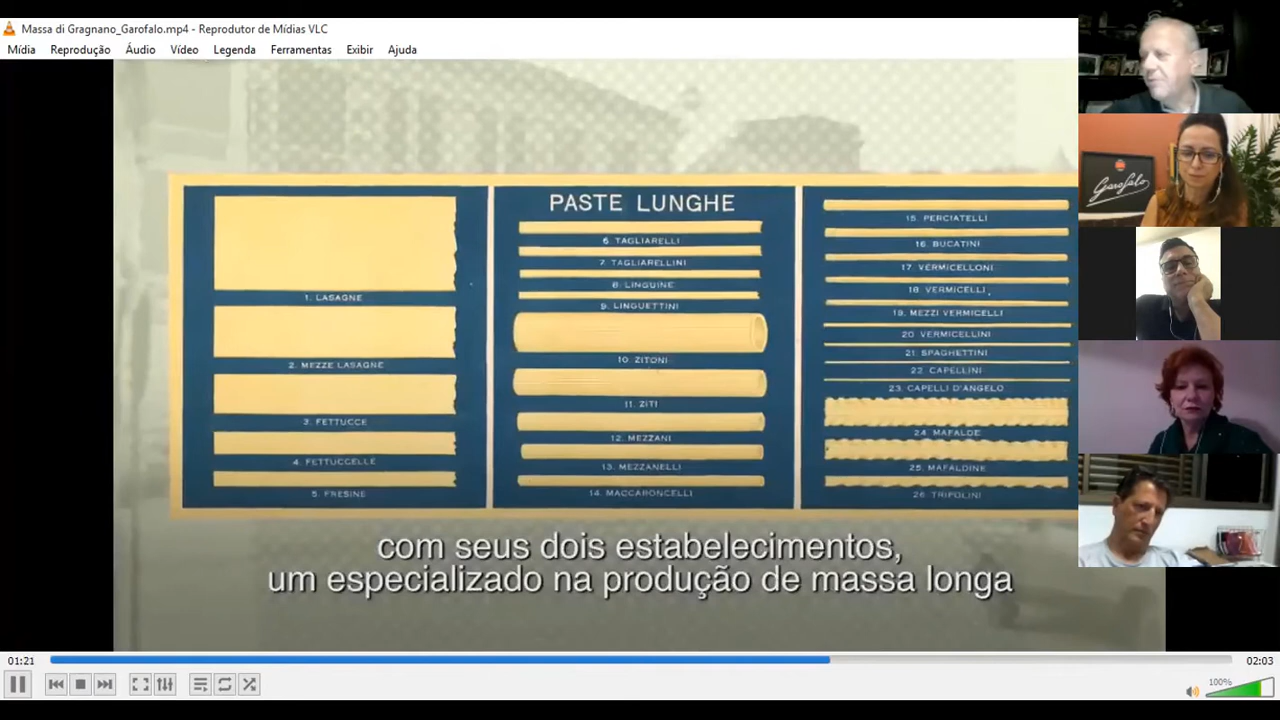 Massa di Gragnano_Garofalo.mp4 - Reprodutor de Mídias VLC
Mídia Reprodução Áudio Vídeo Legenda Ferramentas Exibir Ajuda
1. LASAGNE
2. MEZZE LASAGNE
3. FETTUCCE
4. FETTUCCELLE
5. FRESINE
PASTE LUNGHE
6. TAGLIARELLI
7. TAGLIARELLINI
8. LINGUINE
9. LINGUETTINI
10. ZITONI
11. ZITI
12. MEZZANI
13. MEZZANELLI
14. MACCARONCELLI
15. PERCIATELLI
16. BUCATINI
17. VERMICELLONI
18. VERMICELLI
19. MEZZI VERMICELLI
20. VERMICELLINI
21. SPAGHETTINI
22. CAPELLINI
23. CAPELLI D'ANGELO
24. MAFALDE
25. MAFALDINE
26. TRIPOLINI
com seus dois estabelecimentos,
um especializado na produção de massa longa
Garofalo
01:21
02:03
100%